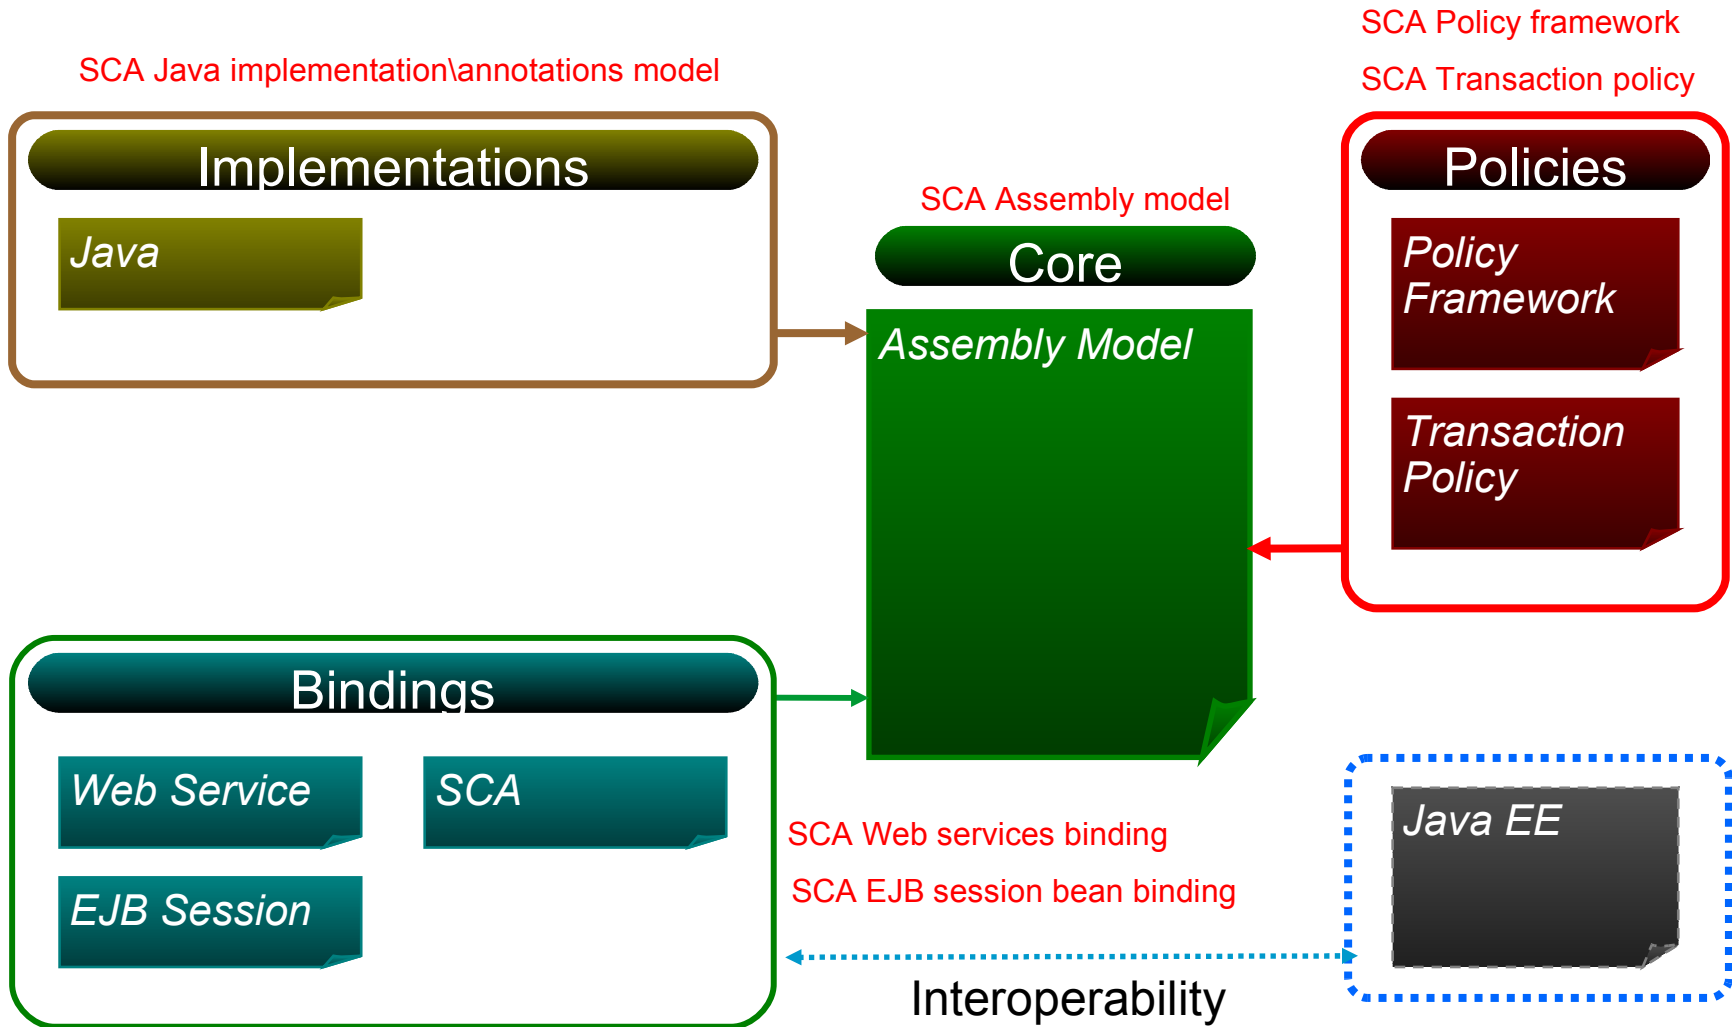 SCA Policy framework
SCA Java implementation\annotations model
SCA Transaction policy
Implementations
Policies
Java
SCA Assembly model
Core
Policy
Framework
Assembly Model
Transaction
Policy
Bindings
Web Service
SCA
Java EE
SCA Web services binding
EJB Session
SCA EJB session bean binding
Interoperability